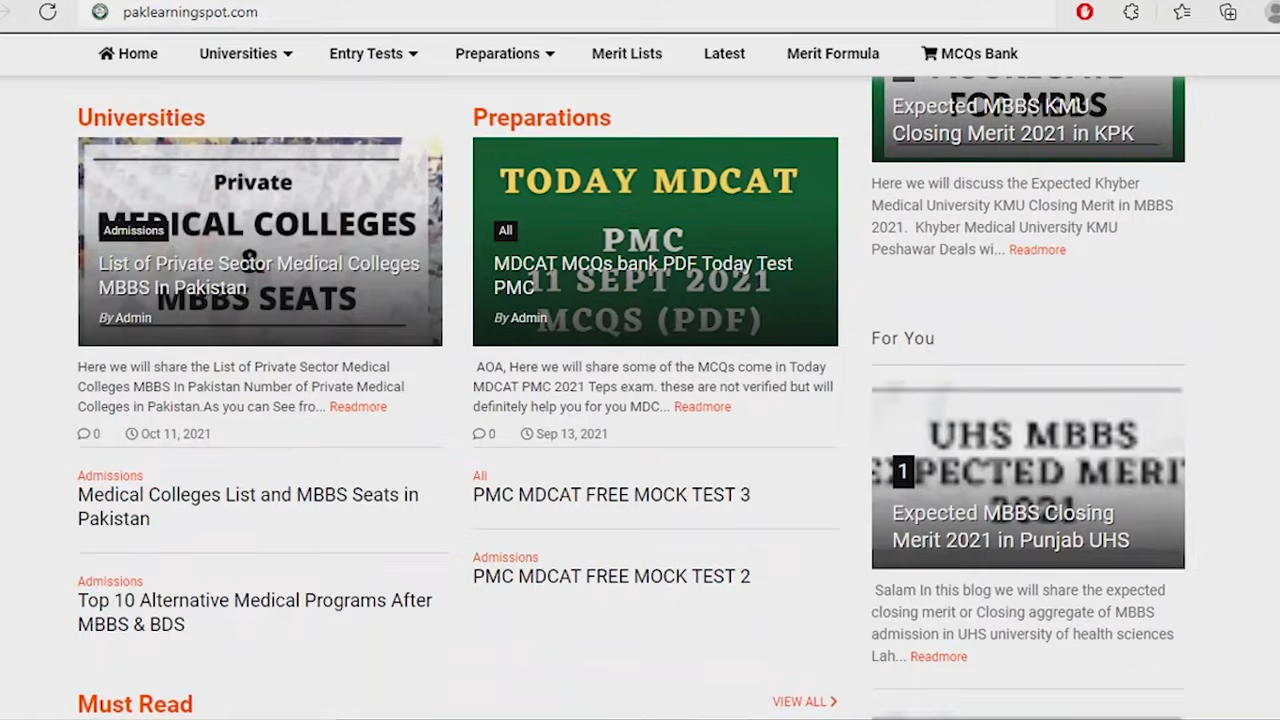 paklearningspot.com
Home Universities Entry Tests Preparations Merit Lists Latest Merit Formula MCQs Bank
Universities
Private
MEDICAL COLLEGES
&
MBBS SEATS
Admissions
List of Private Sector Medical Colleges
MBBS In Pakistan
By Admin
Here we will share the List of Private Sector Medical
Colleges MBBS In Pakistan Number of Private Medical
Colleges in Pakistan.As you can See fro... Readmore
0 Oct 11, 2021
Admissions
Medical Colleges List and MBBS Seats in
Pakistan
Admissions
Top 10 Alternative Medical Programs After
MBBS & BDS
Preparations
TODAY MDCAT
PMC
11 SEPT 2021
MCQS (PDF)
All
MDCAT MCQs bank PDF Today Test
PMC
By Admin
AOA, Here we will share some of the MCQs come in Today
MDCAT PMC 2021 Teps exam. these are not verified but will
definitely help you for you MDC... Readmore
0 Sep 13, 2021
All
PMC MDCAT FREE MOCK TEST 3
Admissions
PMC MDCAT FREE MOCK TEST 2
Must Read
VIEW ALL
FOR MBBS
Expected MBBS KMU
Closing Merit 2021 in KPK
Here we will discuss the Expected Khyber
Medical University KMU Closing Merit in MBBS
2021. Khyber Medical University KMU
Peshawar Deals wi... Readmore
For You
UHS MBBS
EXPECTED MERIT
2021
1
Expected MBBS Closing
Merit 2021 in Punjab UHS
Salam In this blog we will share the expected
closing merit or Closing aggregate of MBBS
admission in UHS university of health sciences
Lah... Readmore